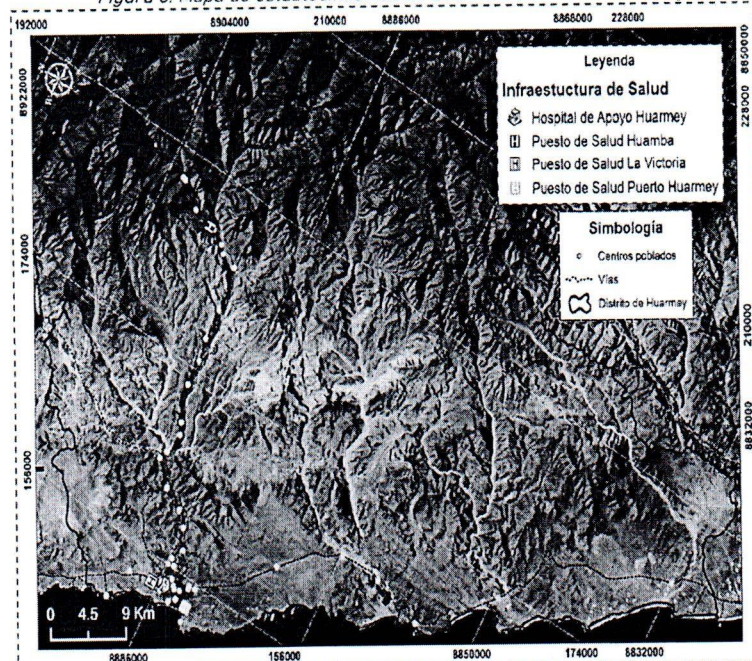 192000 8904000 210000 8886000 8868000 228000
8850000
8922000
228000
174000
210000
156000
8832000
Leyenda
Infraestuctura de Salud
Hospital de Apoyo Huarmey
Puesto de Salud Huamba
Puesto de Salud La Victoria
Puesto de Salud Puerto Huarmey
Simbología
Centros poblados
Vías
Distrito de Huarmay
0 4.5 9 Km
8886000 156000 8850000 174000 8832000